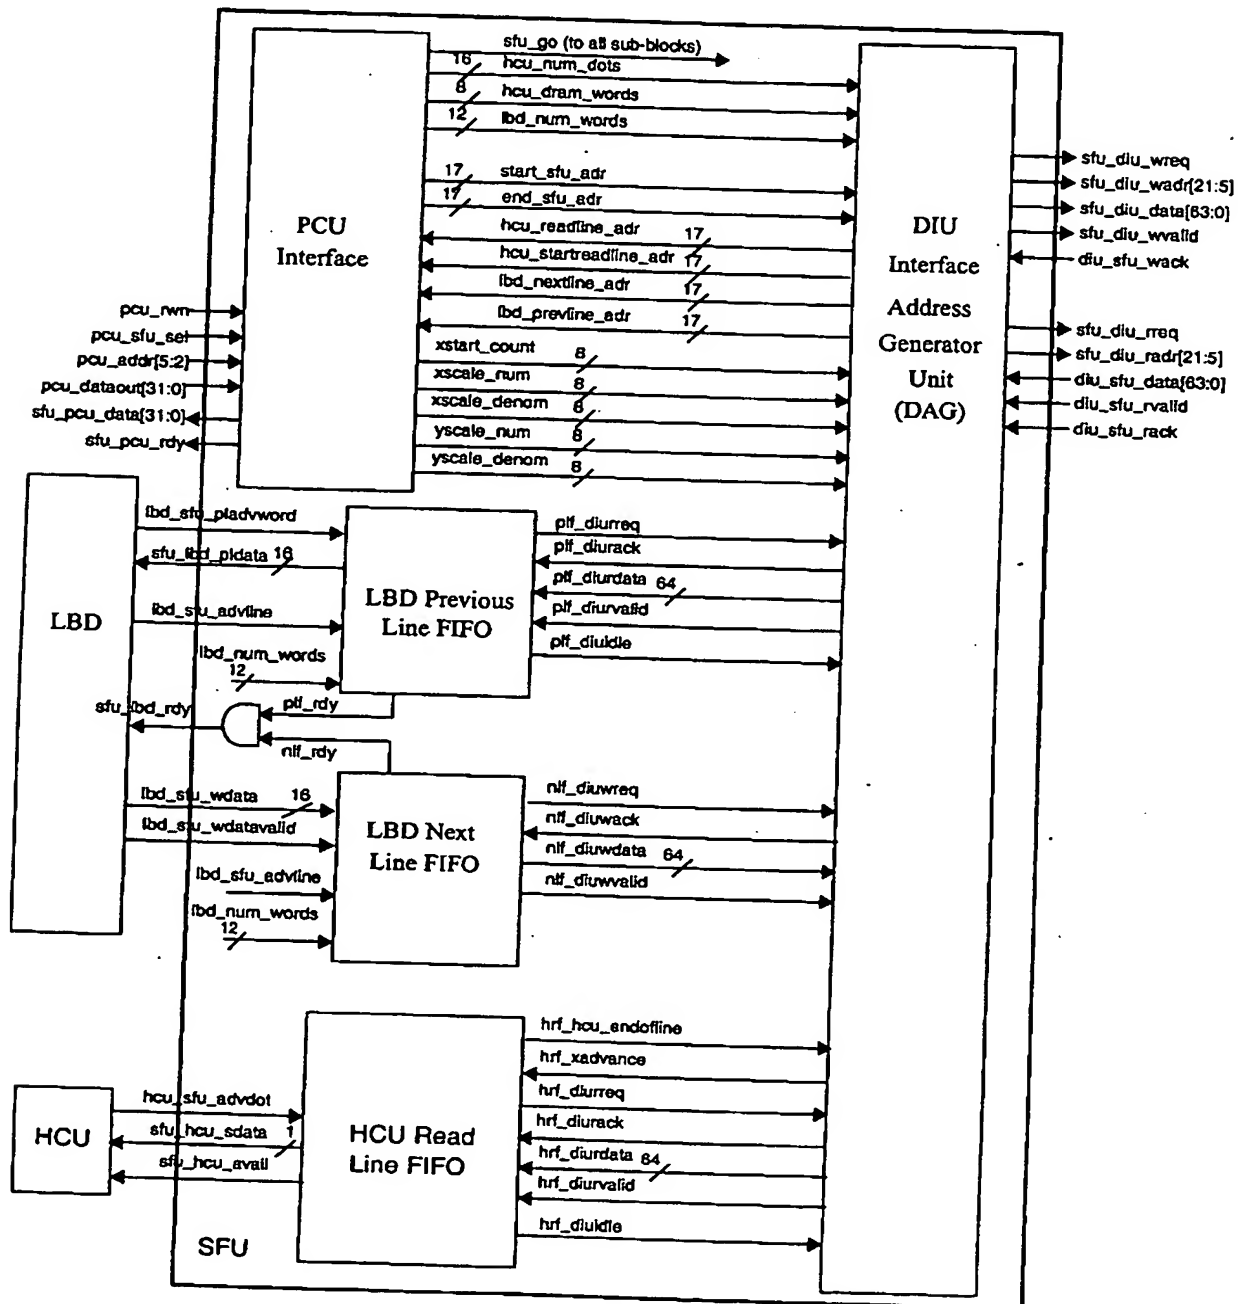 sfu_go (to all sub-blocks)
16
hcu_num_dots
8
hcu_dram_words
12
lbd_num_words
17
start_sfu_adr
17
end_sfu_adr
hcu_readline_adr
17
hcu_startreadline_adr
17
lbd_nextline_adr
17
lbd_prevline_adr
17
xstart_count
8
xscale_num
8
xscale_denom
8
yscale_num
8
yscale_denom
8
PCU
Interface
DIU
Interface
Address
Generator
Unit
(DAG)
sfu_diu_wreq
sfu_diu_wadr[21:5]
sfu_diu_data[63:0]
sfu_diu_wvalid
diu_sfu_wack
sfu_diu_rreq
sfu_diu_radr[21:5]
diu_sfu_data[63:0]
diu_sfu_rvalid
diu_sfu_rack
pcu_rwn
pcu_sfu_sel
pcu_addr[5:2]
pcu_dataout[31:0]
sfu_pcu_data[31:0]
sfu_pcu_rdy
LBD
lbd_sfu_pladvword
sfu_lbd_pldata
16
lbd_sfu_advline
lbd_num_words
12
LBD Previous
Line FIFO
plf_diurreq
plf_diurack
plf_diurdata
64
plf_diurvalid
plf_diuidle
sfu_lbd_rdy
plf_rdy
nlf_rdy
lbd_sfu_wdata
16
lbd_sfu_wdatavalid
lbd_sfu_advline
lbd_num_words
12
LBD Next
Line FIFO
nlf_diuwreq
nlf_diuwack
nlf_diuwdata
64
nlf_diuwvalid
HCU
hcu_sfu_advdot
sfu_hcu_sdata
1
sfu_hcu_avail
HCU Read
Line FIFO
hrf_hcu_endofline
hrf_xadvance
hrf_diurreq
hrf_diurack
hrf_diurdata
64
hrf_diurvalid
hrf_diuidle
SFU